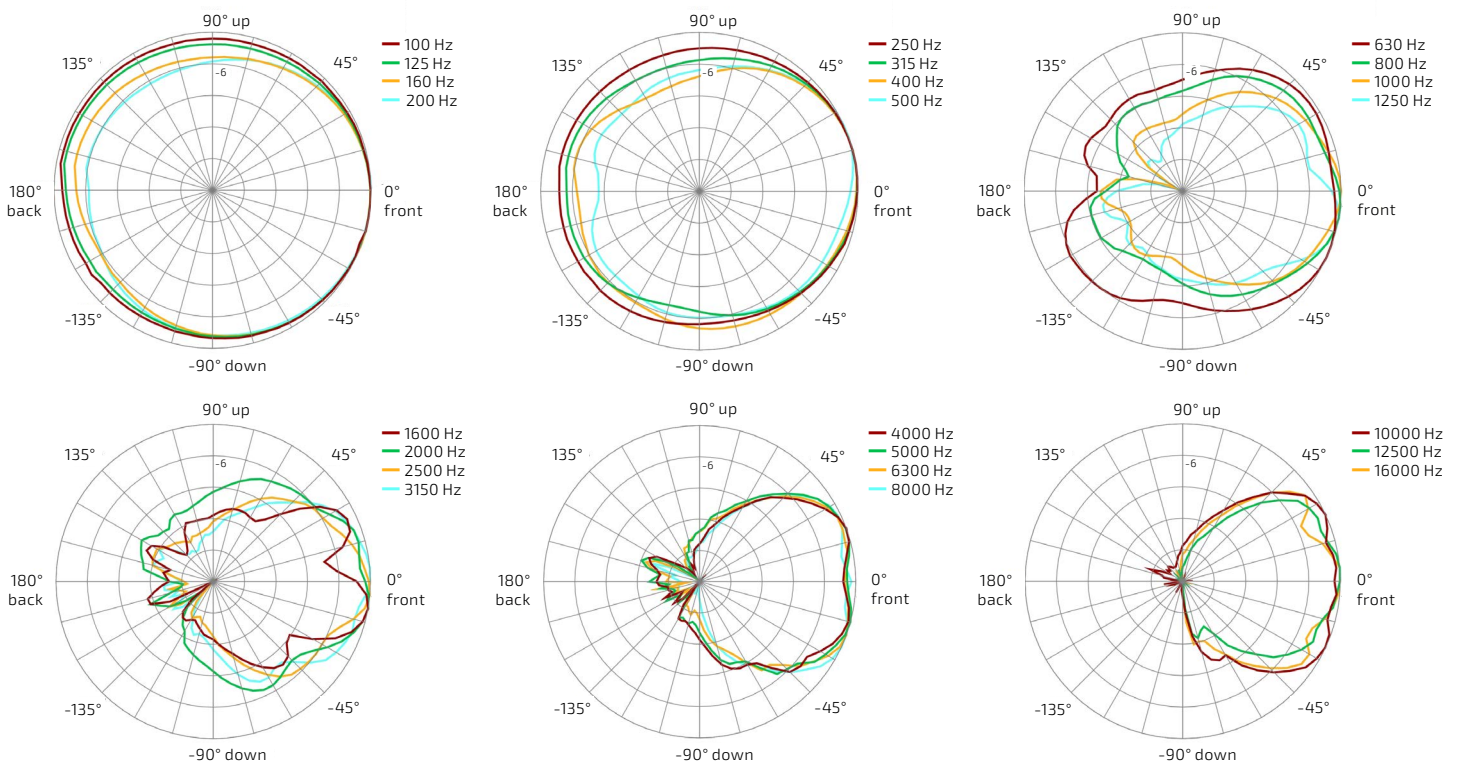 90° up
135°
45°
-6
100 Hz
125 Hz
160 Hz
200 Hz
180°
back
0°
front
-135°
-45°
-90° down
90° up
135°
45°
-6
250 Hz
315 Hz
400 Hz
500 Hz
180°
back
0°
front
-135°
-45°
-90° down
90° up
135°
45°
-6
630 Hz
800 Hz
1000 Hz
1250 Hz
180°
back
0°
front
-135°
-45°
-90° down
90° up
135°
45°
-6
1600 Hz
2000 Hz
2500 Hz
3150 Hz
180°
back
0°
front
-135°
-45°
-90° down
90° up
135°
45°
-6
4000 Hz
5000 Hz
6300 Hz
8000 Hz
180°
back
0°
front
-135°
-45°
-90° down
90° up
135°
45°
-6
10000 Hz
12500 Hz
16000 Hz
180°
back
0°
front
-135°
-45°
-90° down